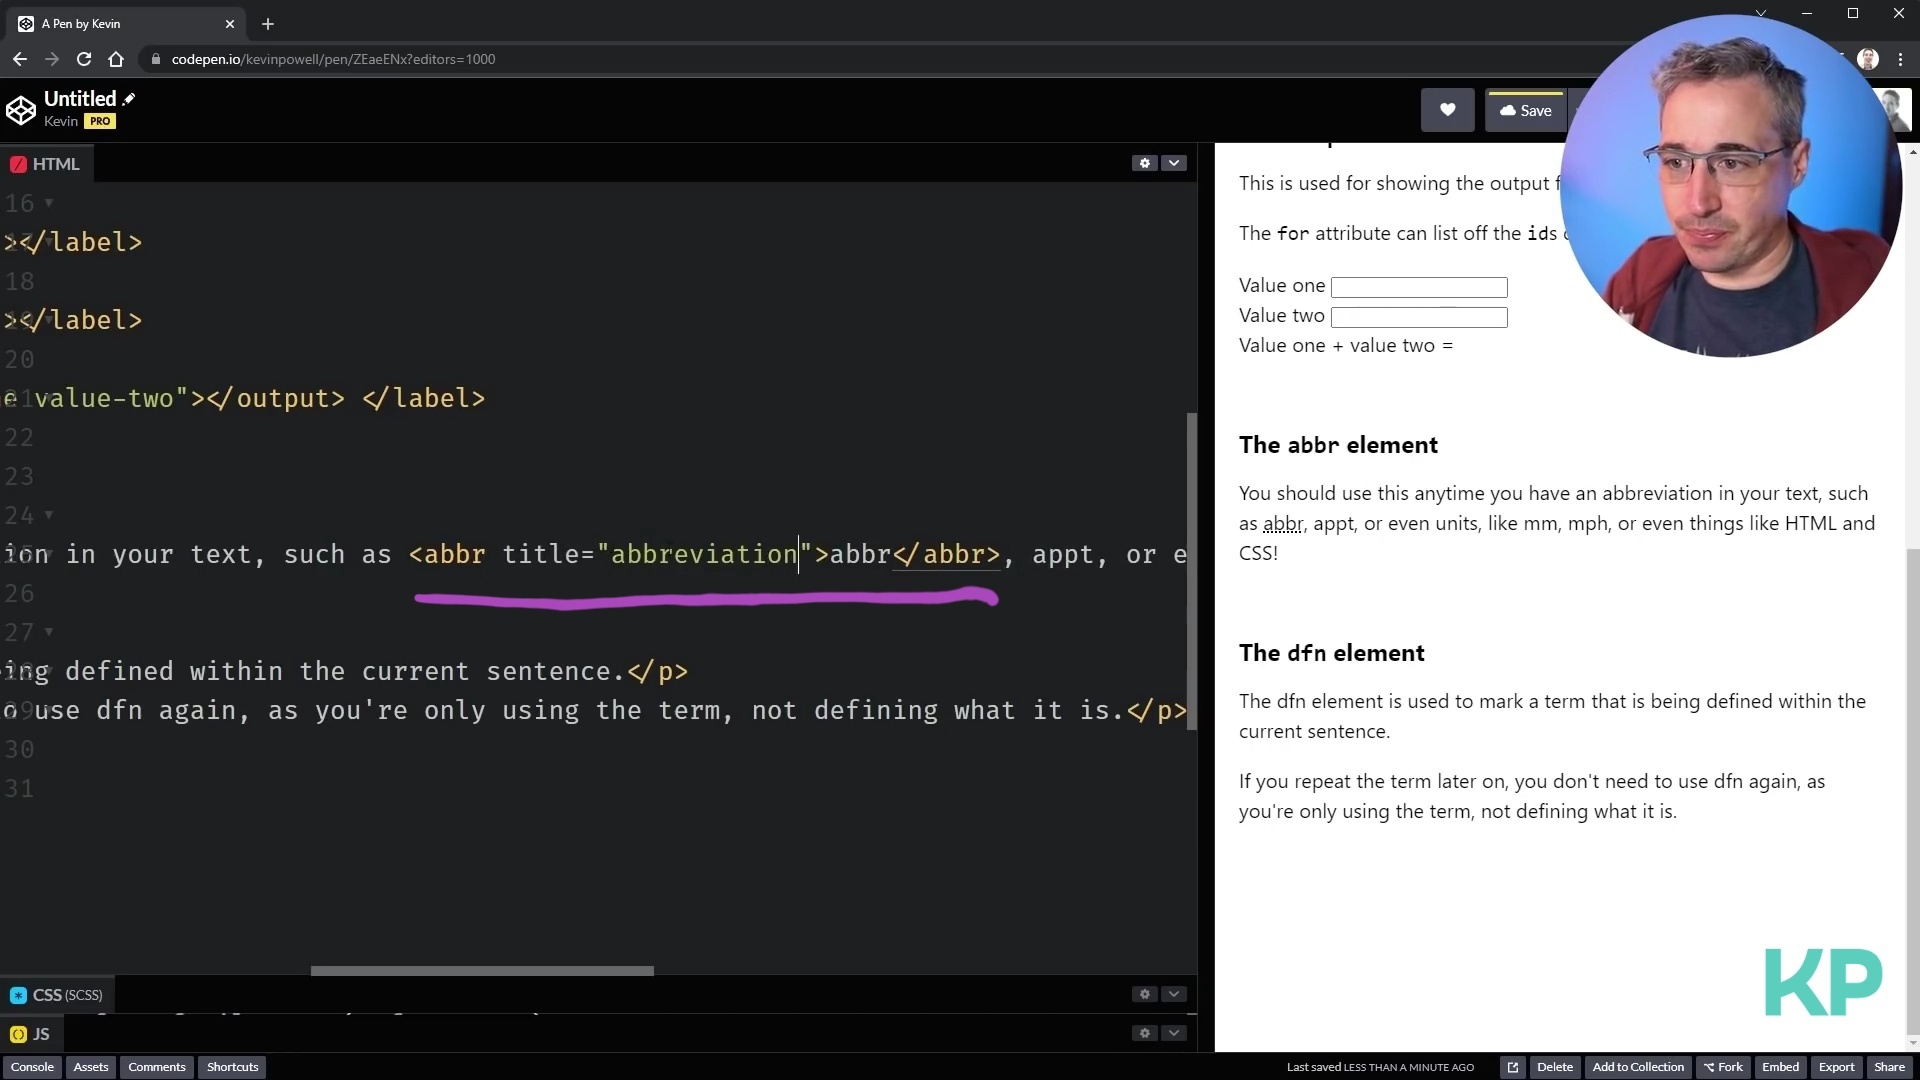 A Pen by Kevin
codepen.io/kevinpowell/pen/ZEaeENx?editors=1000
Untitled
Kevin PRO
Save
HTML
16
></label>
18
></label>
20
value-two"></output> </label>
22
23
24
in your text, such as <abbr title="abbreviation">abbr</abbr>, appt, or e
26
27
ing defined within the current sentence.</p>
use dfn again, as you're only using the term, not defining what it is.</p>
30
31
CSS (SCSS)
JS
This is used for showing the output
The for attribute can list off the ids
Value one
Value two
Value one + value two =
The abbr element
You should use this anytime you have an abbreviation in your text, such
as abbr, appt, or even units, like mm, mph, or even things like HTML and
CSS!
The dfn element
The dfn element is used to mark a term that is being defined within the
current sentence.
If you repeat the term later on, you don't need to use dfn again, as
you're only using the term, not defining what it is.
KP
Console Assets Comments Shortcuts
Last saved LESS THAN A MINUTE AGO
Delete Add to Collection Fork Embed Export Share